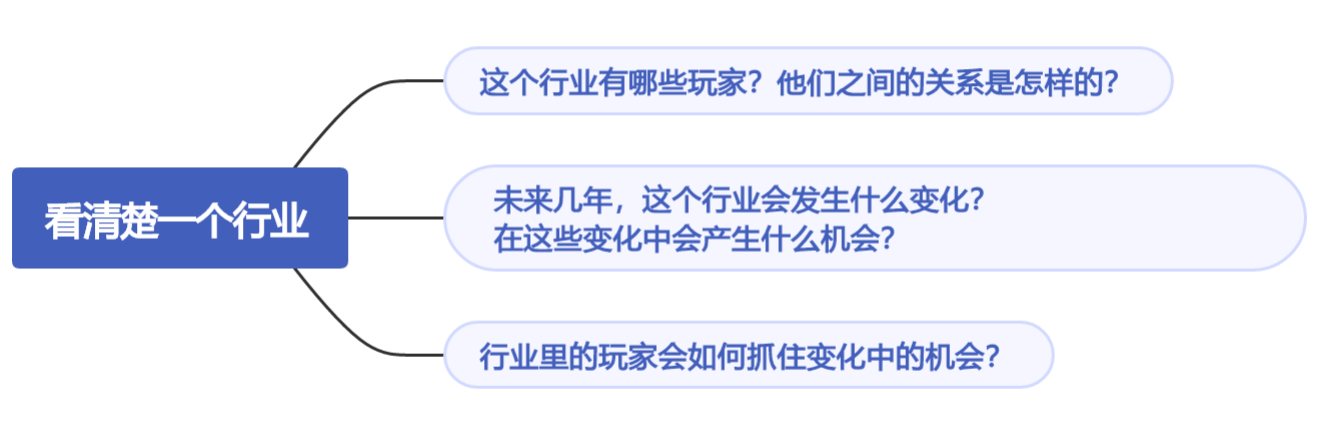 看清楚一个行业
这个行业有哪些玩家？他们之间的关系是怎样的？
未来几年，这个行业会发生什么变化？
在这些变化中会产生什么机会？
行业里的玩家会如何抓住变化中的机会？